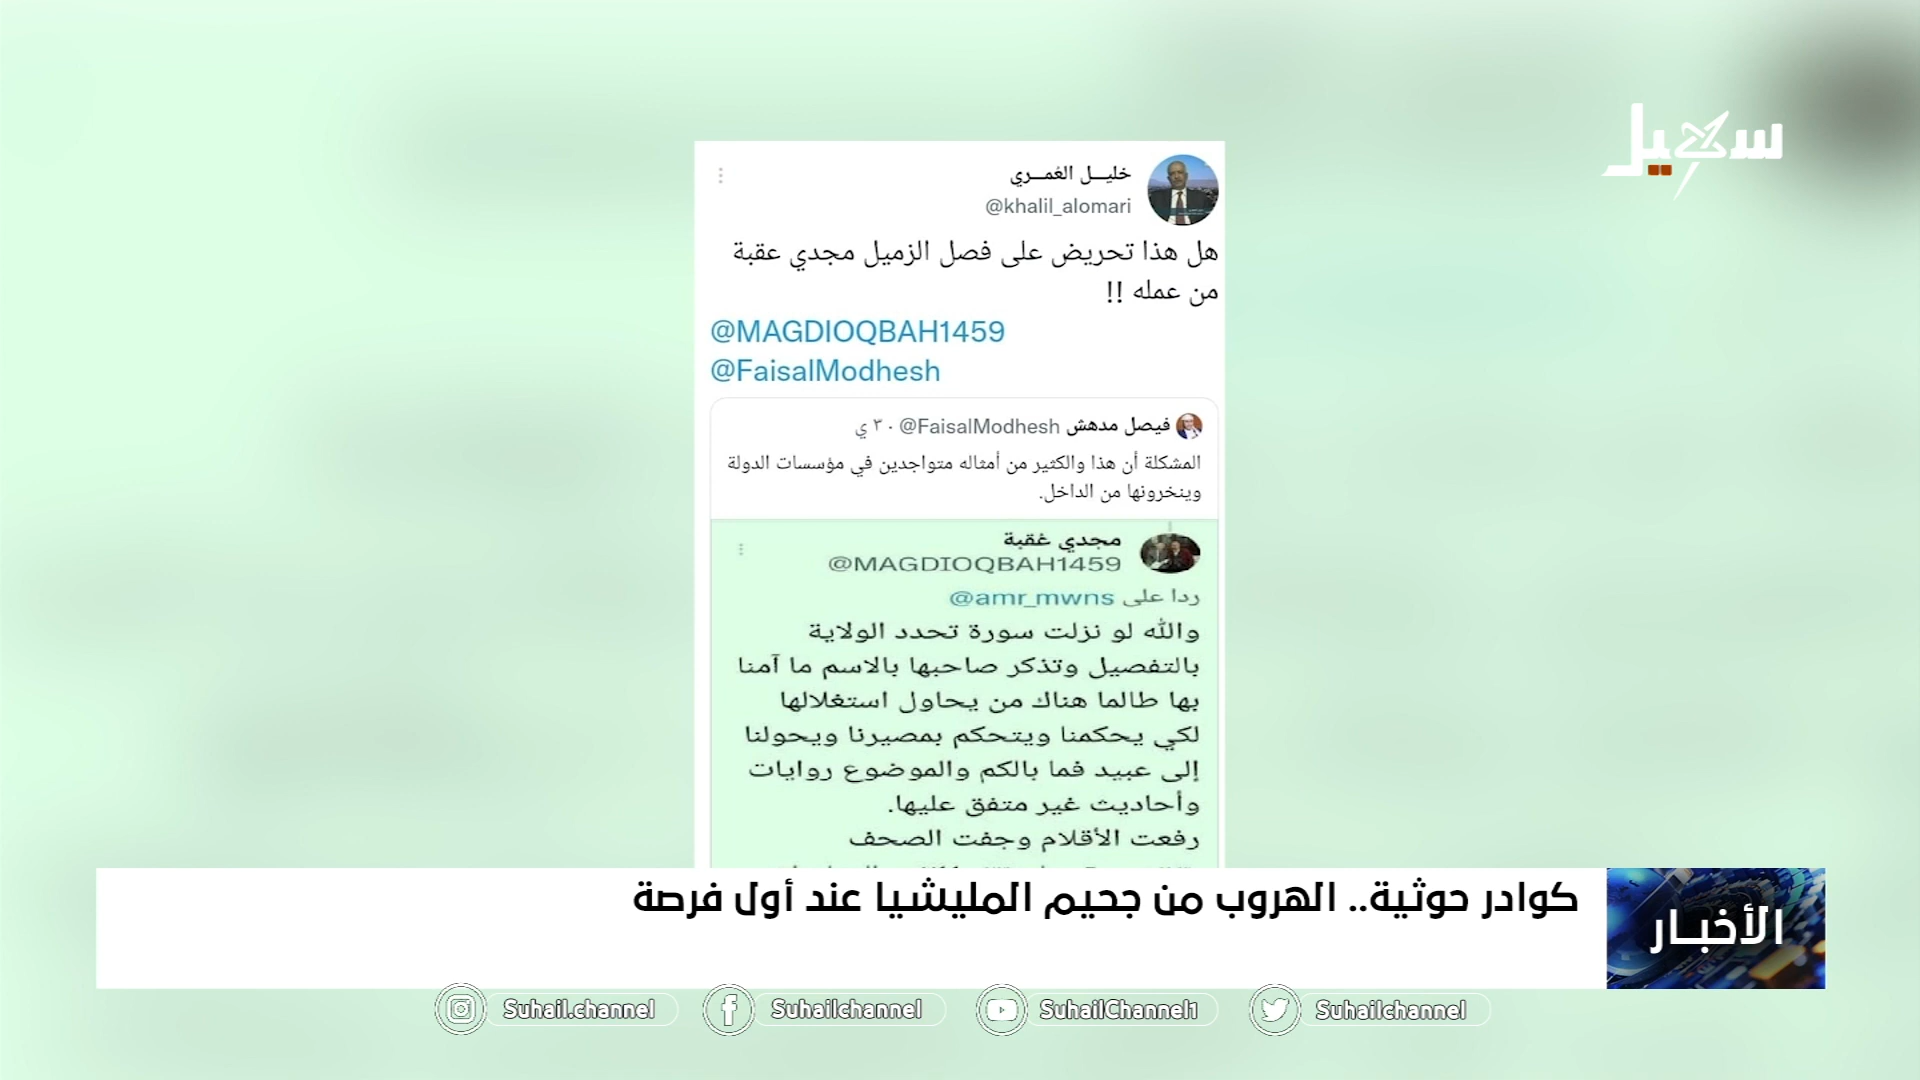 سهيل
خليـــل العُمـــري
@khalil_alomari
هل هذا تحريض على فصل الزميل مجدي عقبة
من عمله !!
@MAGDIOQBAH1459
@FaisalModhesh
فيصل مدهش @FaisalModhesh · ٣٠ ي
المشكلة أن هذا والكثير من أمثاله متواجدين في مؤسسات الدولة
وينخرونها من الداخل.
مجدي عُقبة
@MAGDIOQBAH1459
ردا على @amr_mwns
والله لو نزلت سورة تحدد الولاية
بالتفصيل وتذكر صاحبها بالاسم ما آمنا
بها طالما هناك من يحاول استغلالها
لكي يحكمنا ويتحكم بمصيرنا ويحولنا
إلى عبيد فما بالكم والموضوع روايات
وأحاديث غير متفق عليها.
رفعت الأقلام وجفت الصحف
كوادر حوثية.. الهروب من جحيم المليشيا عند أول فرصة
الأخبـار
Suhail.channel
Suhailchannel
SuhailChannel1
Suhailchannel